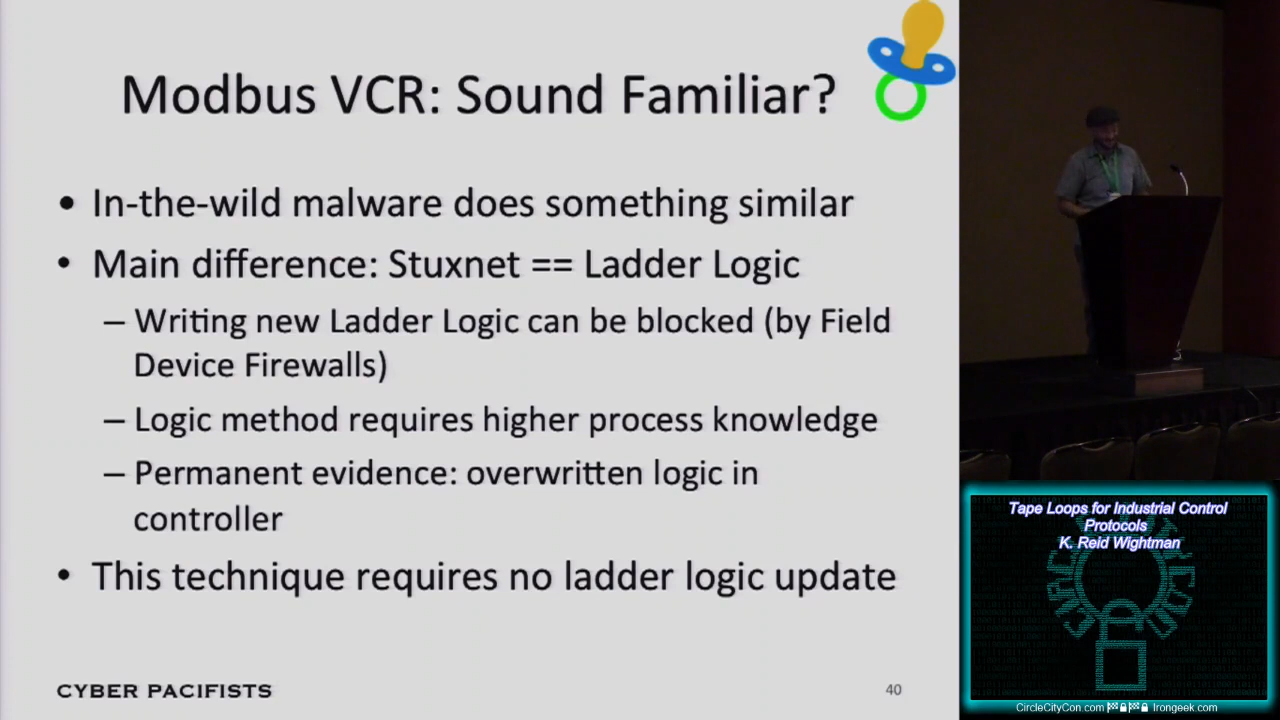 Modbus VCR: Sound Familiar?
• In-the-wild malware does something similar
• Main difference: Stuxnet == Ladder Logic
– Writing new Ladder Logic can be blocked (by Field
Device Firewalls)
– Logic method requires higher process knowledge
– Permanent evidence: overwritten logic in
controller
• This technique requires no ladder logic update
CYBER PACIFISTS
40
Tape Loops for Industrial Control
Protocols
K. Reid Wightman
CircleCityCon.com Irongeek.com